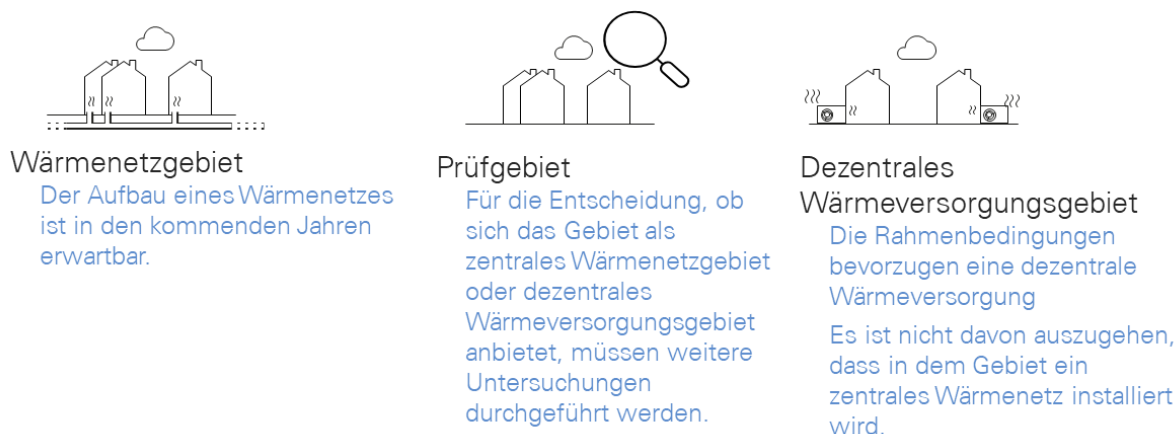 Wärmenetzgebiet
Der Aufbau eines Wärmenetzes
ist in den kommenden Jahren
erwartbar.
Prüfgebiet
Für die Entscheidung, ob
sich das Gebiet als
zentrales Wärmenetzgebiet
oder dezentrales
Wärmeversorgungsgebiet
anbietet, müssen weitere
Untersuchungen
durchgeführt werden.
Dezentrales
Wärmeversorgungsgebiet
Die Rahmenbedingungen
bevorzugen eine dezentrale
Wärmeversorgung
Es ist nicht davon auszugehen,
dass in dem Gebiet ein
zentrales Wärmenetz installiert
wird.